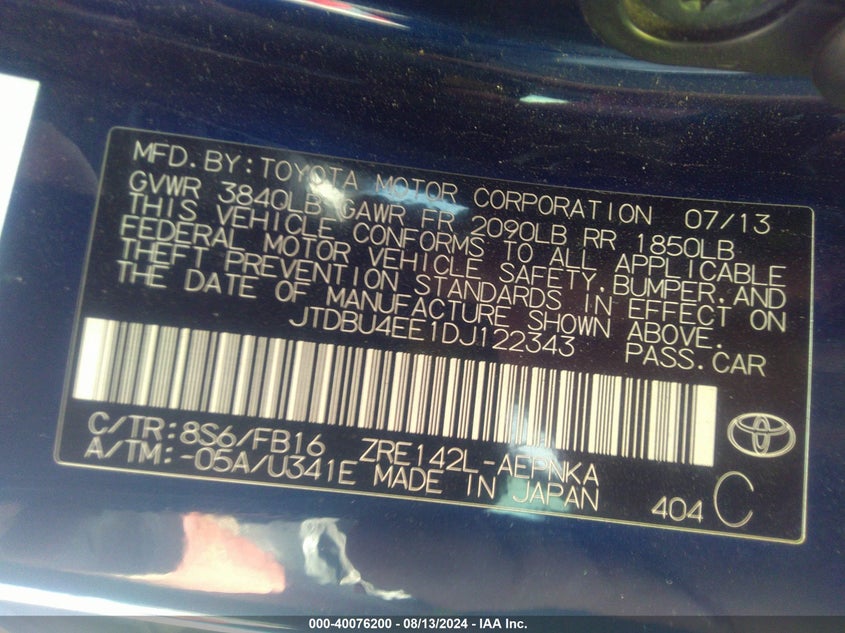 MFD.BY:TOYOTA MOTOR CORPORATION 07/13
GVWR 3840LB GAWR FR 2090LB RR 1850LB
THIS VEHICLE CONFORMS TO ALL APPLICABLE
FEDERAL MOTOR VEHICLE SAFETY,BUMPER,AND
THEFT PREVENTION STANDARDS IN EFFECT ON
THE DATE OF MANUFACTURE SHOWN ABOVE.
JTDBU4EE1DJ122343 PASS.CAR
C/TR:8S6/FB16 ZRE142L-AEPNKA
A/TM:-05A/U341E MADE IN JAPAN 404 C
000-40076200 - 08/13/2024 - IAA Inc.